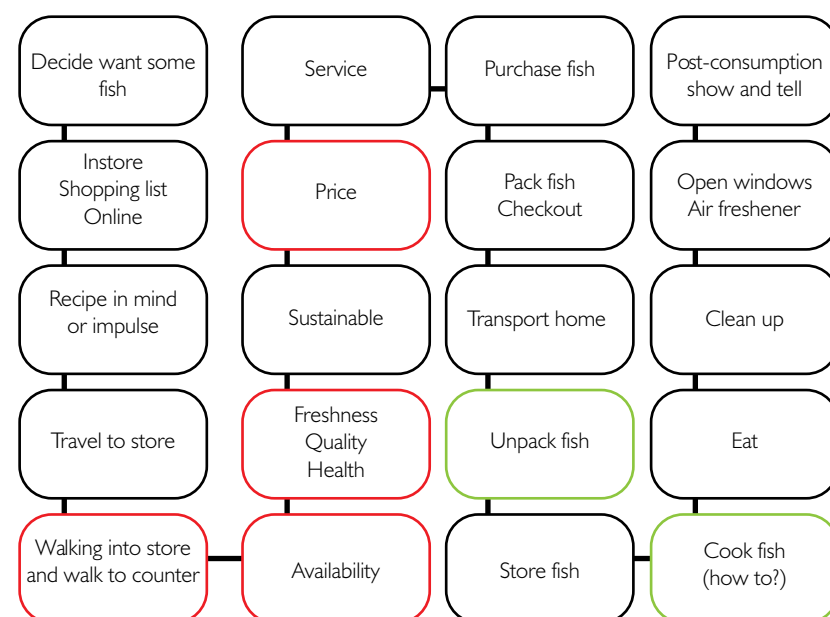 Decide want some
fish
Instore
Shopping list
Online
Recipe in mind
or impulse
Travel to store
Walking into store
and walk to counter
Availability
Freshness
Quality
Health
Sustainable
Price
Service
Purchase fish
Pack fish
Checkout
Transport home
Unpack fish
Store fish
Cook fish
(how to?)
Eat
Clean up
Open windows
Air freshener
Post-consumption
show and tell